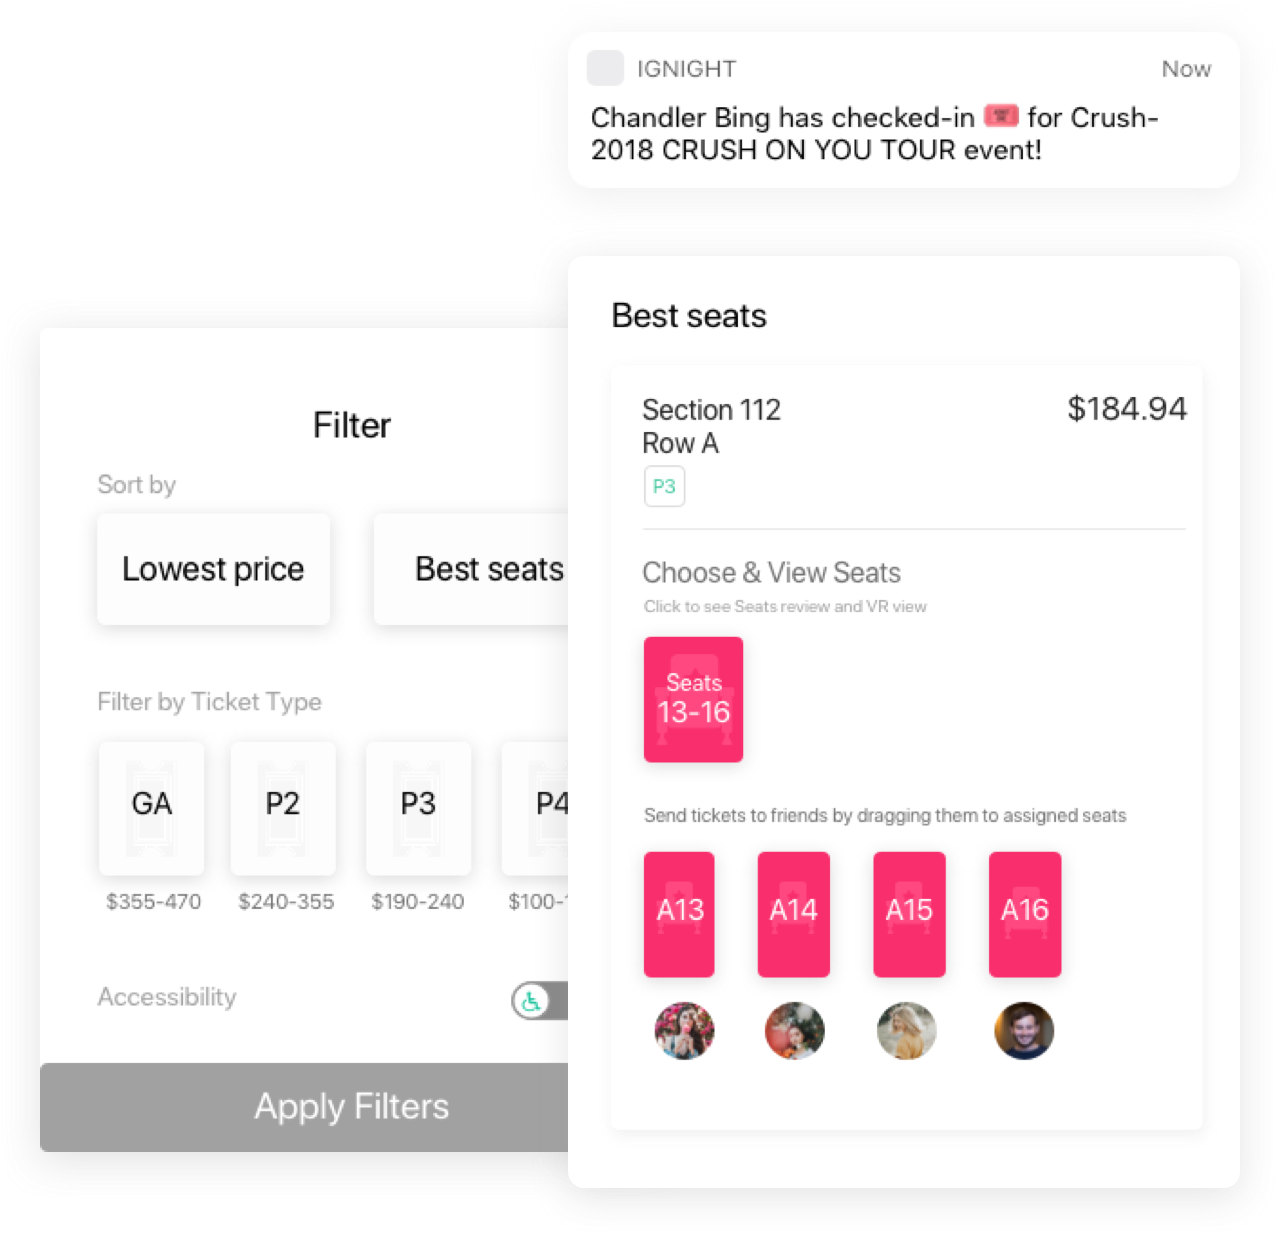 IGNIGHT
Now
Chandler Bing has checked-in for Crush-
2018 CRUSH ON YOU TOUR event!
Filter
Sort by
Lowest price
Best seats
Filter by Ticket Type
GA
P2
P3
P4
$355-470
$240-355
$190-240
$100-
Accessibility
Apply Filters
Best seats
Section 112
$184.94
Row A
P3
Choose & View Seats
Click to see Seats review and VR view
Seats
13-16
Send tickets to friends by dragging them to assigned seats
A13
A14
A15
A16